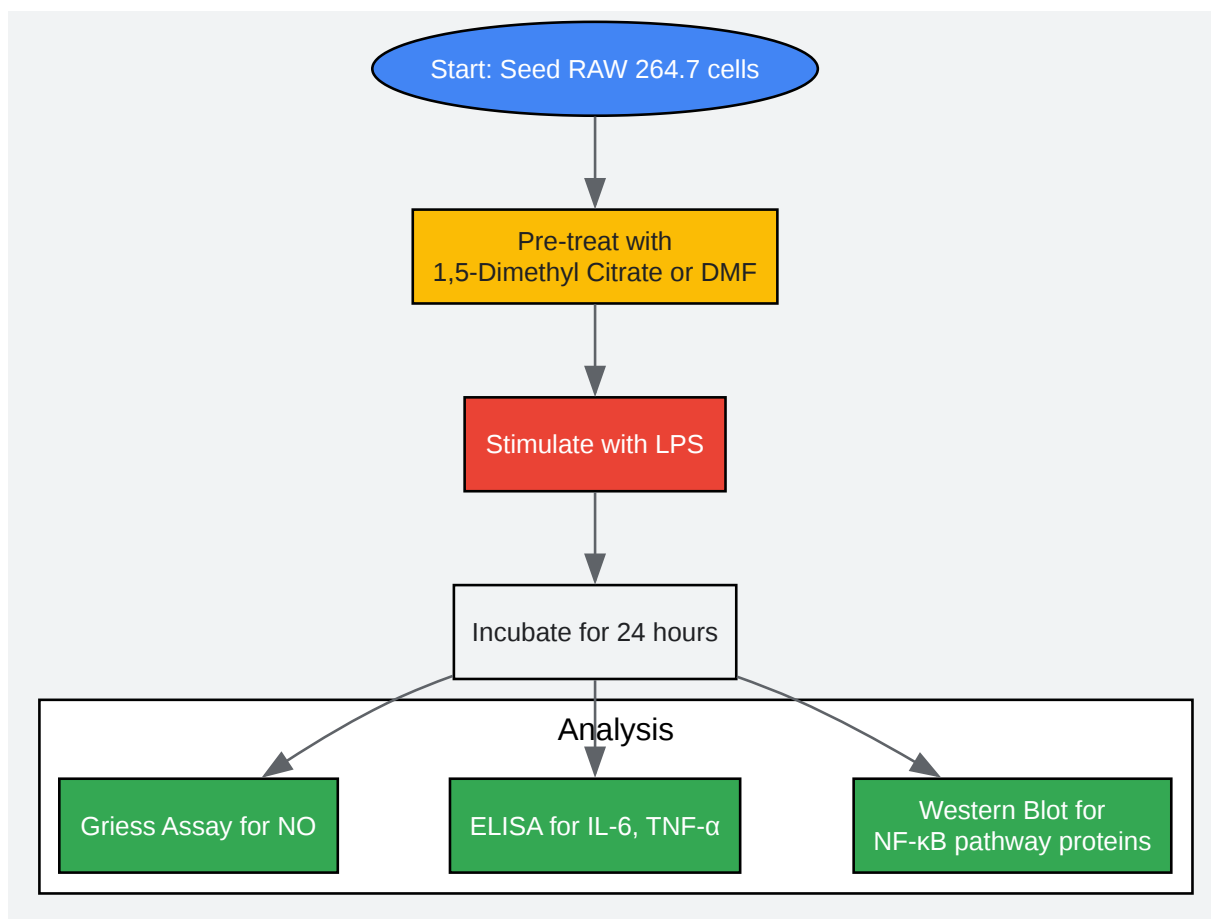 Start: Seed RAW 264.7 cells
Pre-treat with
1,5-Dimethyl Citrate or DMF
Stimulate with LPS
Incubate for 24 hours
Analysis
Griess Assay for NO
ELISA for IL-6, TNF-α
Western Blot for
NF-κB pathway proteins